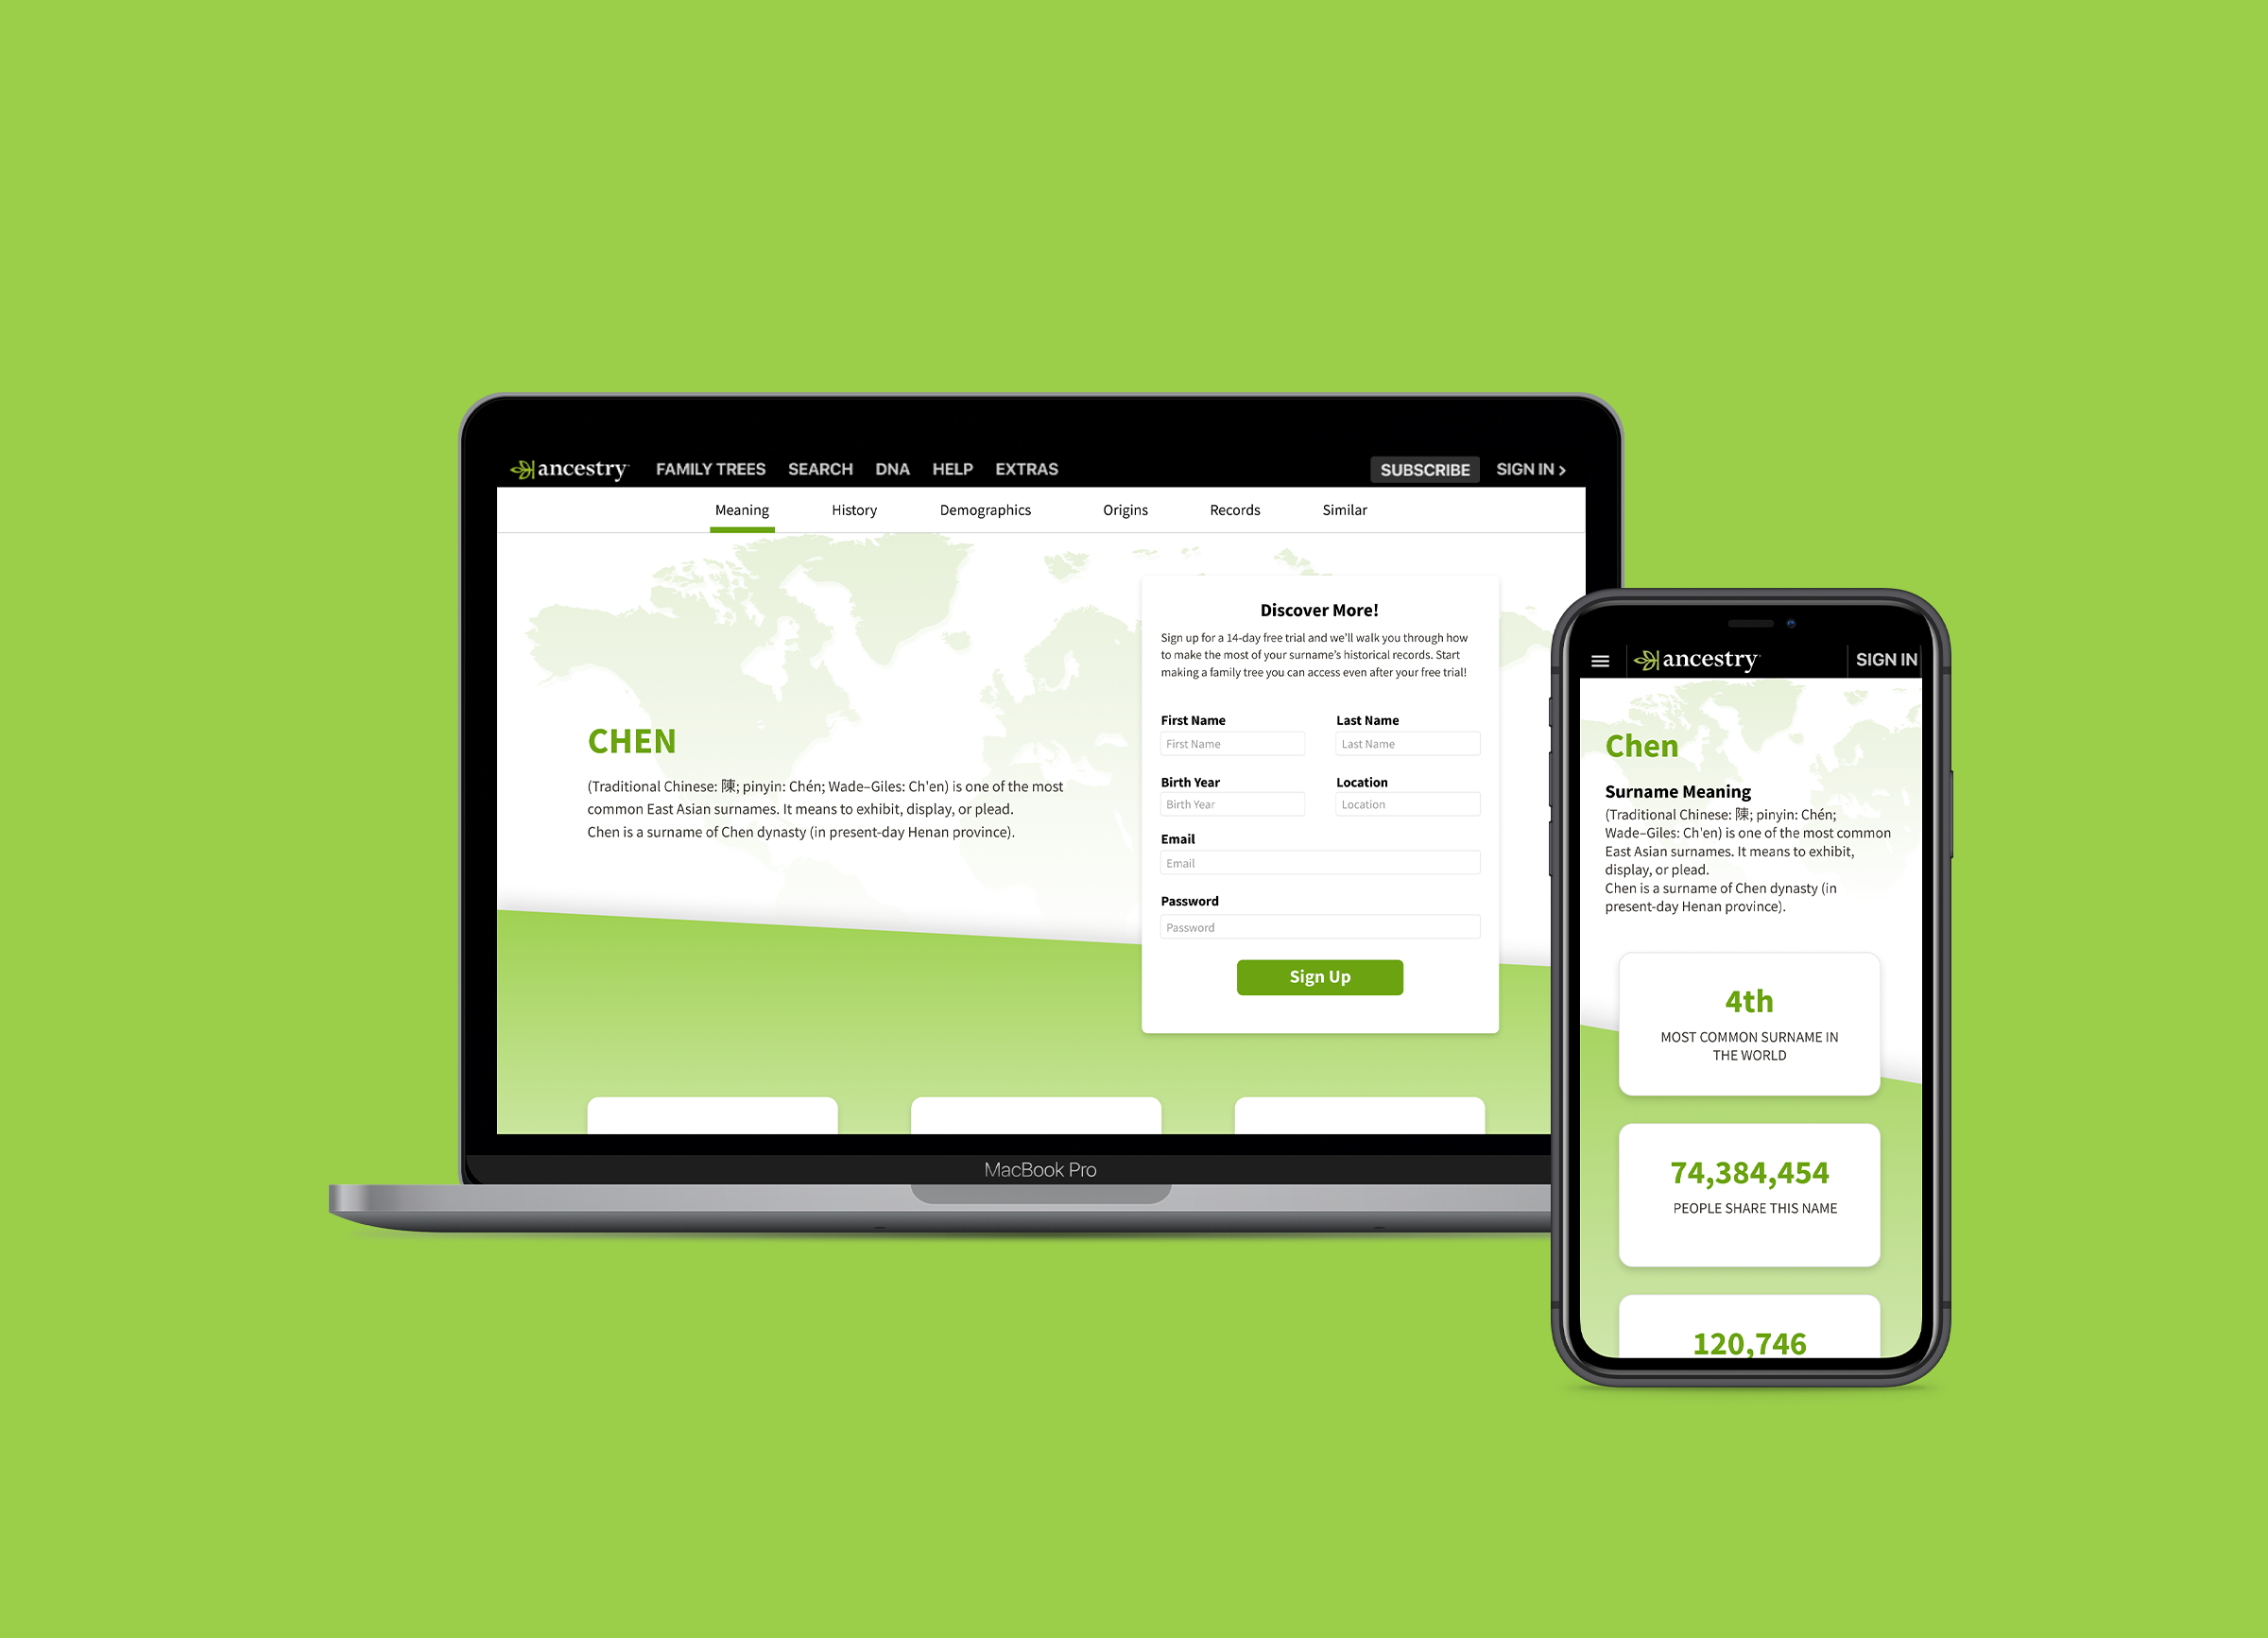 ancestry FAMILY TREES SEARCH DNA HELP EXTRAS SUBSCRIBE SIGN IN >
Meaning History Demographics Origins Records Similar
CHEN
(Traditional Chinese: 陳; pinyin: Chén; Wade–Giles: Ch'en) is one of the most
common East Asian surnames. It means to exhibit, display, or plead.
Chen is a surname of Chen dynasty (in present-day Henan province).
Discover More!
Sign up for a 14-day free trial and we'll walk you through how
to make the most of your surname's historical records. Start
making a family tree you can access even after your free trial!
First Name Last Name
First Name Last Name
Birth Year Location
Birth Year Location
Email
Email
Password
Password
Sign Up
MacBook Pro
ancestry SIGN IN
Chen
Surname Meaning
(Traditional Chinese: 陳; pinyin: Chén;
Wade–Giles: Ch'en) is one of the most common
East Asian surnames. It means to exhibit,
display, or plead.
Chen is a surname of Chen dynasty (in
present-day Henan province).
4th
MOST COMMON SURNAME IN
THE WORLD
74,384,454
PEOPLE SHARE THIS NAME
120,746